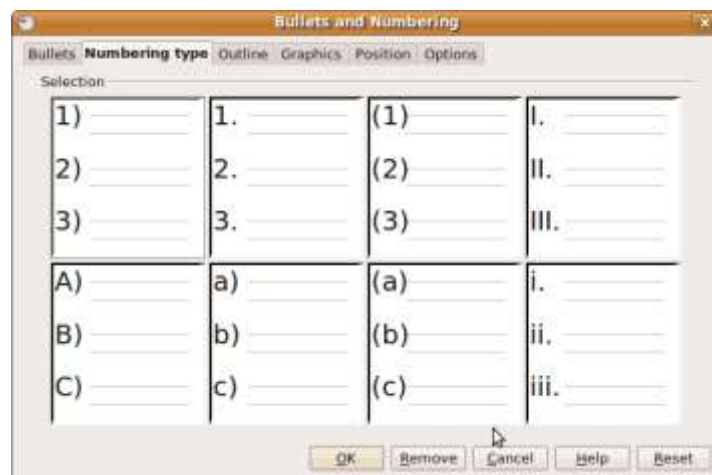 Bullets and Numbering
Bullets Numbering type Outline Graphics Position Options
Selection
1) 1. (1) I.
2) 2. (2) II.
3) 3. (3) III.
A) a) (a) i.
B) b) (b) ii.
C) c) (c) iii.
OK Remove Cancel Help Reset